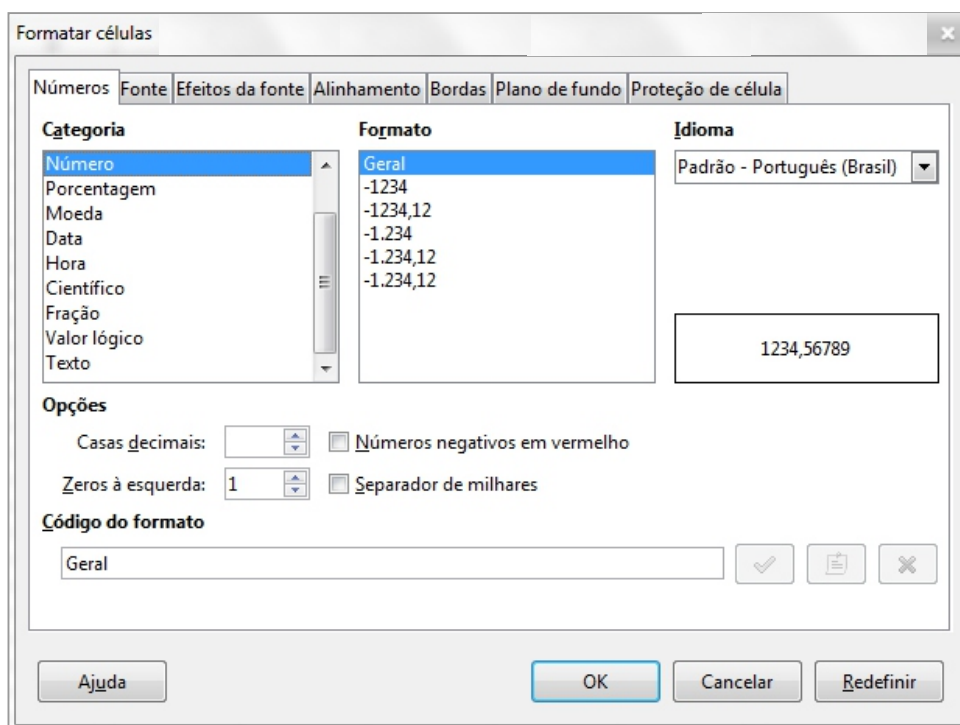 Formatar células
Números Fonte Efeitos da fonte Alinhamento Bordas Plano de fundo Proteção de célula
Categoria
Número
Porcentagem
Moeda
Data
Hora
Científico
Fração
Valor lógico
Texto
Formato
Geral
-1234
-1234,12
-1.234
-1.234,12
-1.234,12
Idioma
Padrão - Português (Brasil)
1234,56789
Opções
Casas decimais:
Números negativos em vermelho
Zeros à esquerda: 1
Separador de milhares
Código do formato
Geral
Ajuda OK Cancelar Redefinir